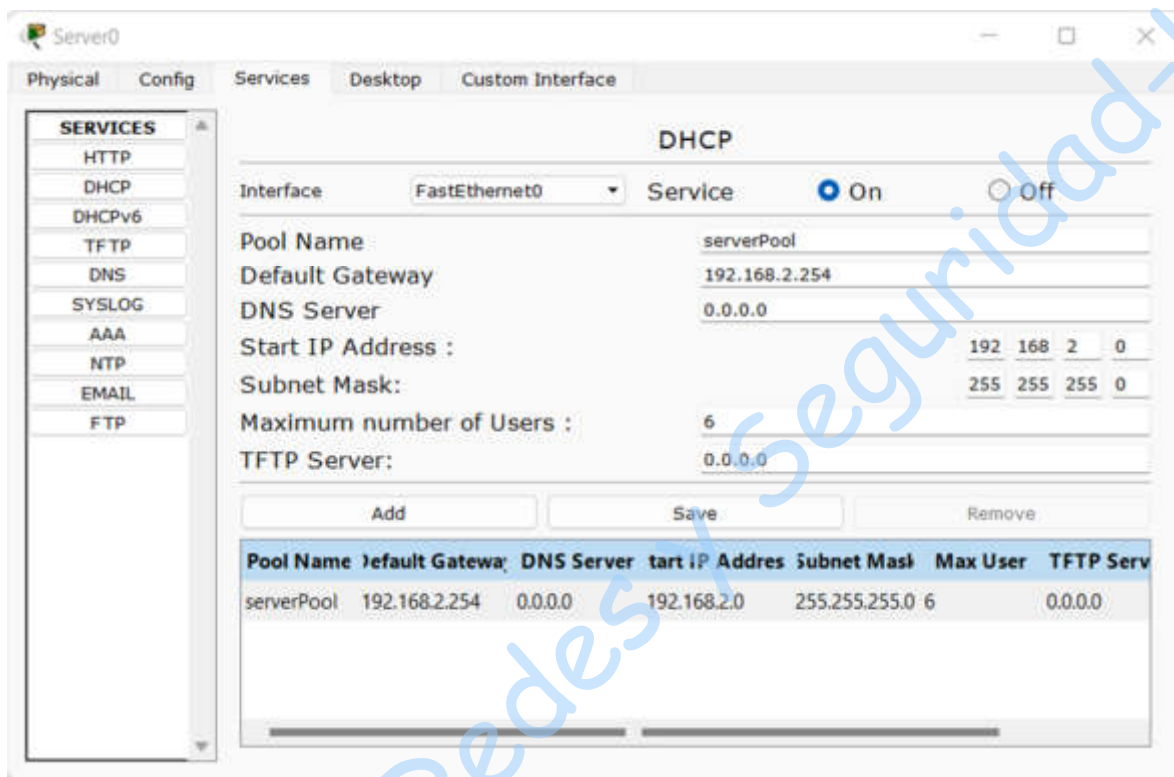 Server0
Physical Config Services Desktop Custom Interface
SERVICES
HTTP
DHCP
DHCPv6
TFTP
DNS
SYSLOG
AAA
NTP
EMAIL
FTP
DHCP
Interface FastEthernet0 Service On Off
Pool Name serverPool
Default Gateway 192.168.2.254
DNS Server 0.0.0.0
Start IP Address : 192 168 2 0
Subnet Mask: 255 255 255 0
Maximum number of Users : 6
TFTP Server: 0.0.0.0
Add Save Remove
Pool Name Default Gateway DNS Server tart IP Addres Subnet Mask Max User TFTP Serv
serverPool 192.168.2.254 0.0.0.0 192.168.2.0 255.255.255.0 6 0.0.0.0
Redes y Seguridad-